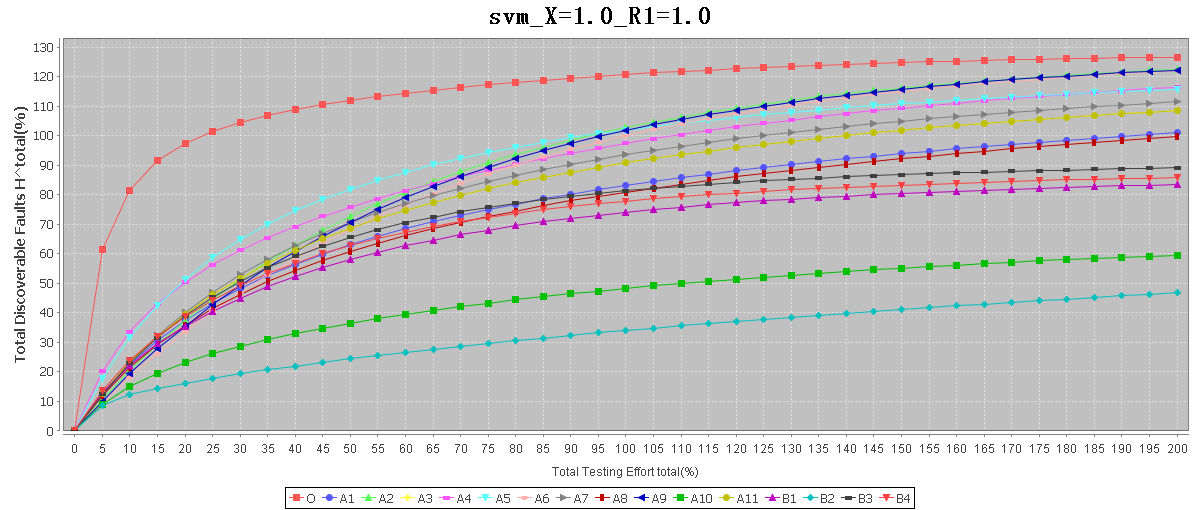 svm_X=1.0_R1=1.0
Total Discoverable Faults H^total(%)
130
120
110
100
90
80
70
60
50
40
30
20
10
0
0 5 10 15 20 25 30 35 40 45 50 55 60 65 70 75 80 85 90 95 100 105 110 115 120 125 130 135 140 145 150 155 160 165 170 175 180 185 190 195 200
Total Testing Effort total(%)
O A1 A2 A3 A4 A5 A6 A7 A8 A9 A10 A11 B1 B2 B3 B4